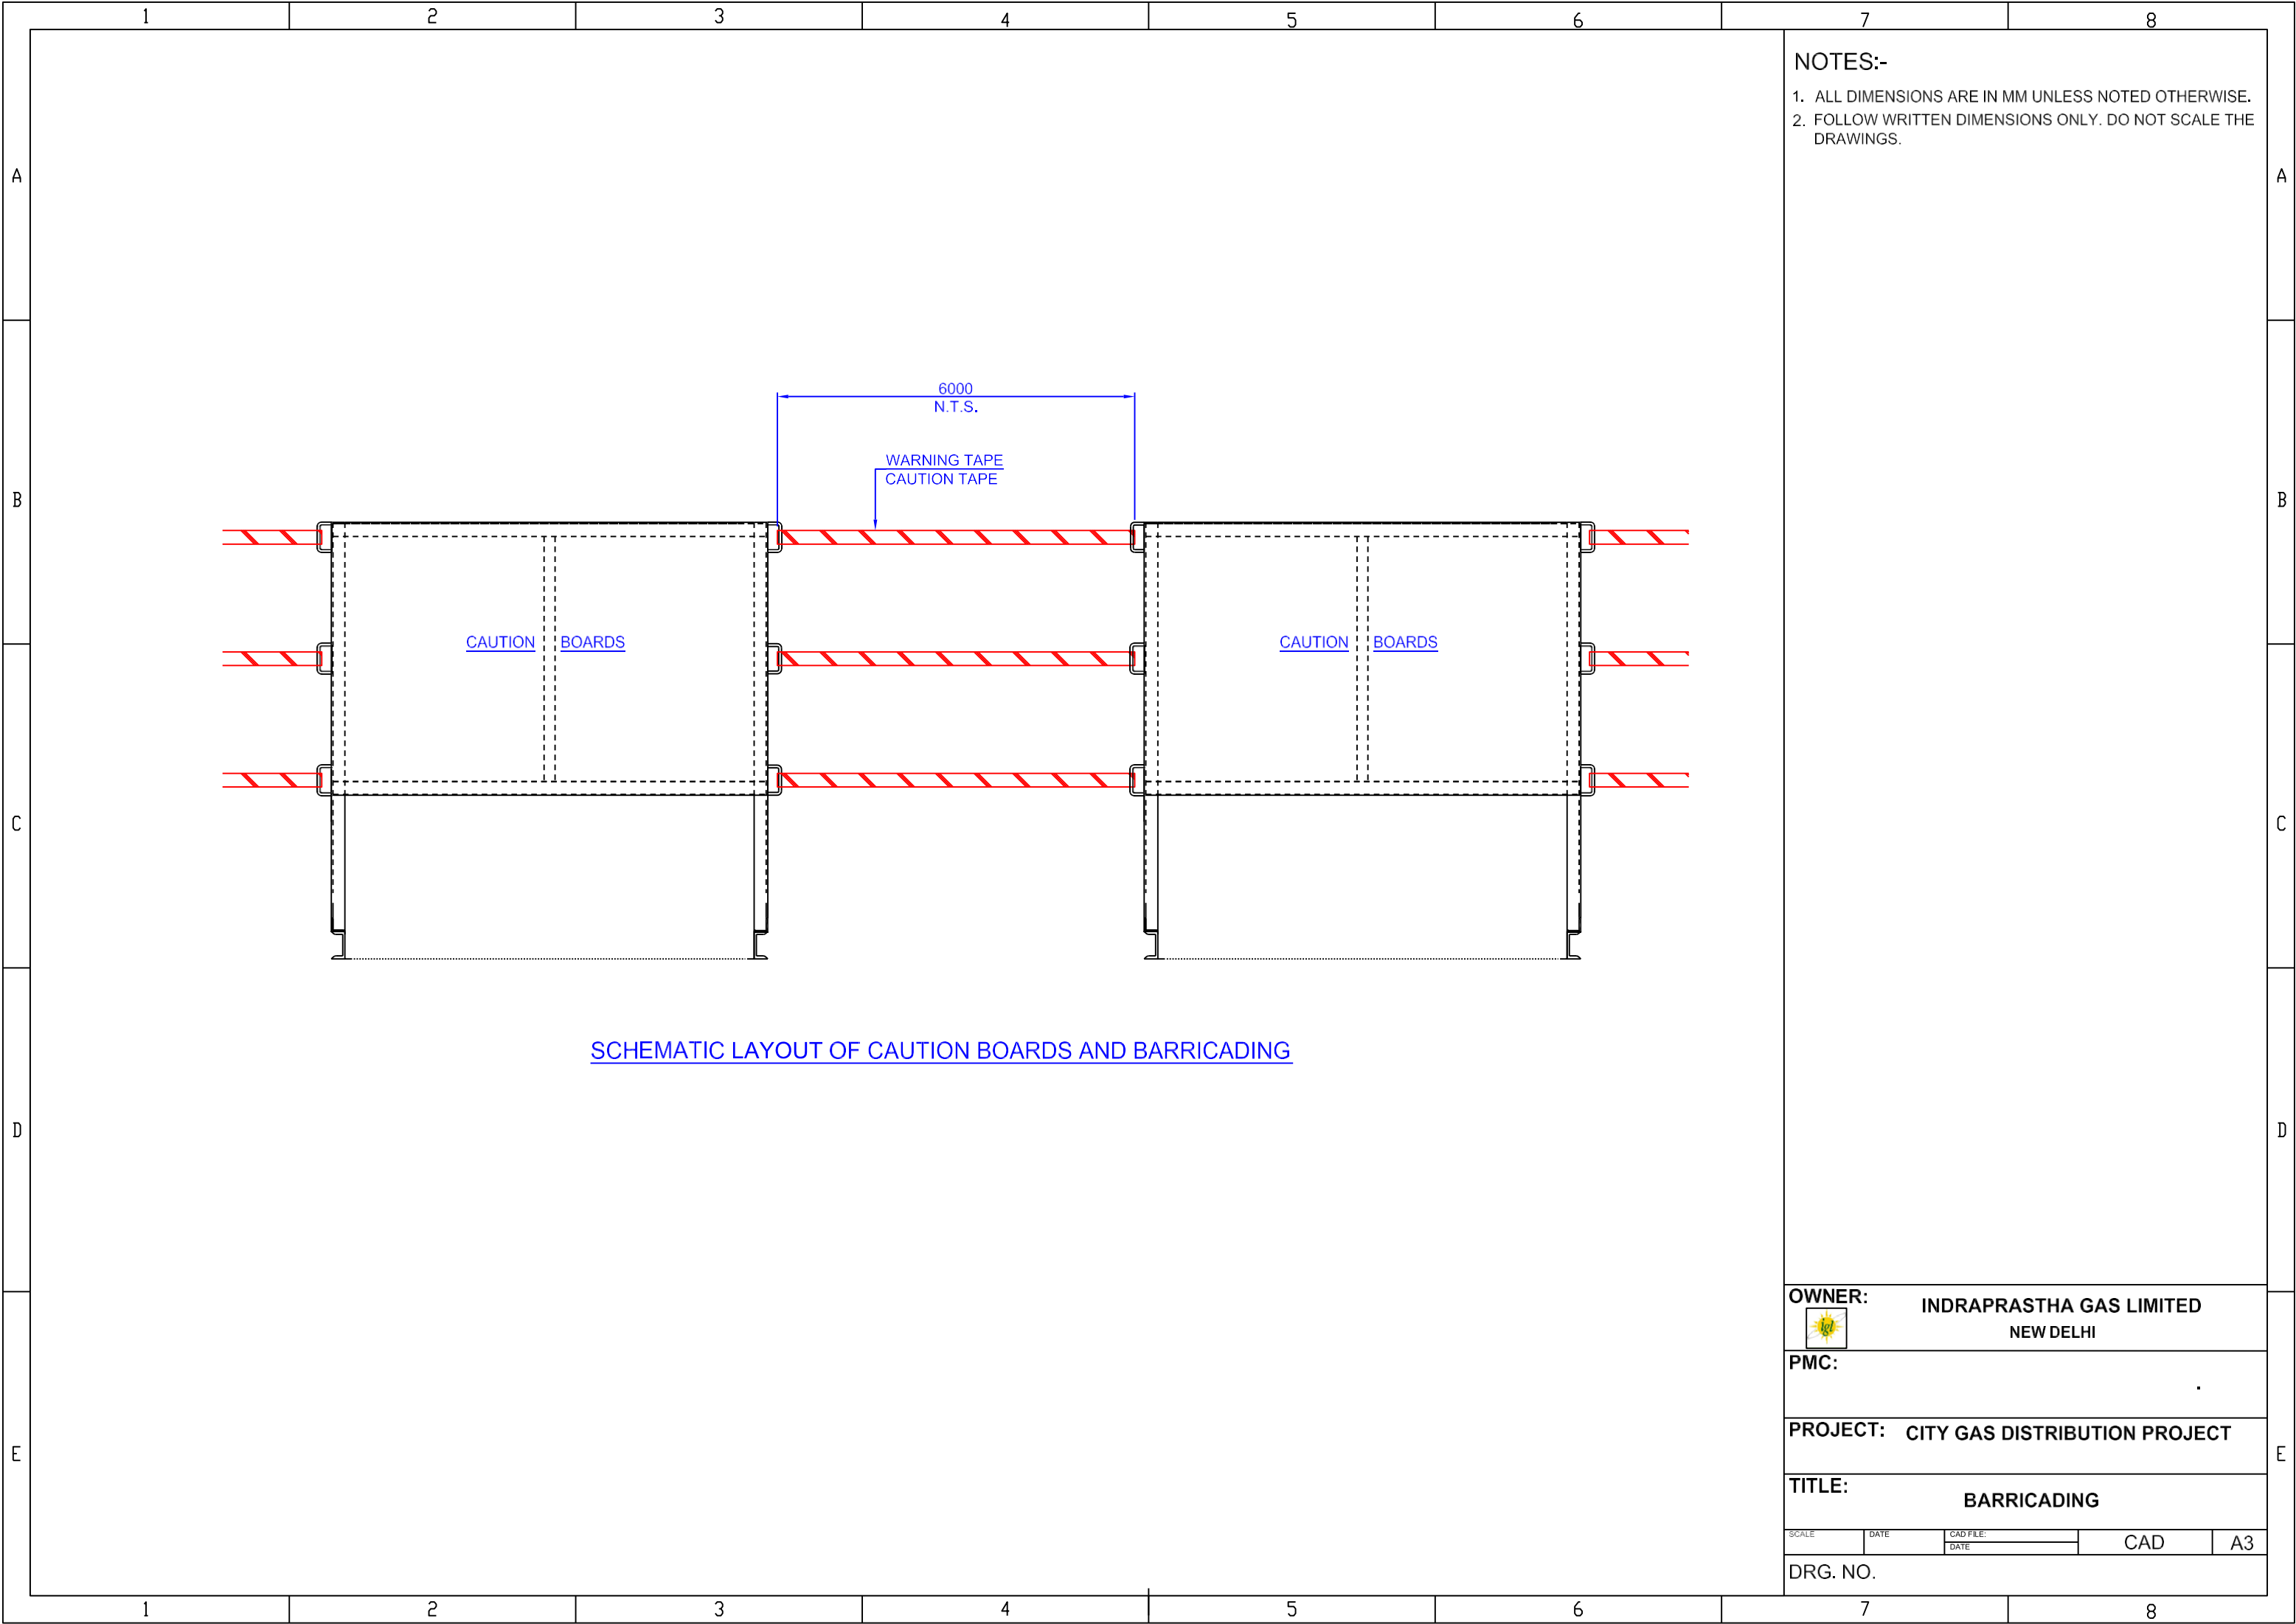 1 2 3 4 5 6 7 8
NOTES:-
1. ALL DIMENSIONS ARE IN MM UNLESS NOTED OTHERWISE.
2. FOLLOW WRITTEN DIMENSIONS ONLY. DO NOT SCALE THE
DRAWINGS.
A A
6000
N.T.S.
WARNING TAPE
CAUTION TAPE
B B
CAUTION BOARDS CAUTION BOARDS
C C
SCHEMATIC LAYOUT OF CAUTION BOARDS AND BARRICADING
D D
OWNER:
INDRAPRASTHA GAS LIMITED
igl
NEW DELHI
PMC:
.
PROJECT: CITY GAS DISTRIBUTION PROJECT
E E
TITLE:
BARRICADING
SCALE DATE CAD FILE:
DATE
CAD A3
DRG. NO.
1 2 3 4 5 6 7 8